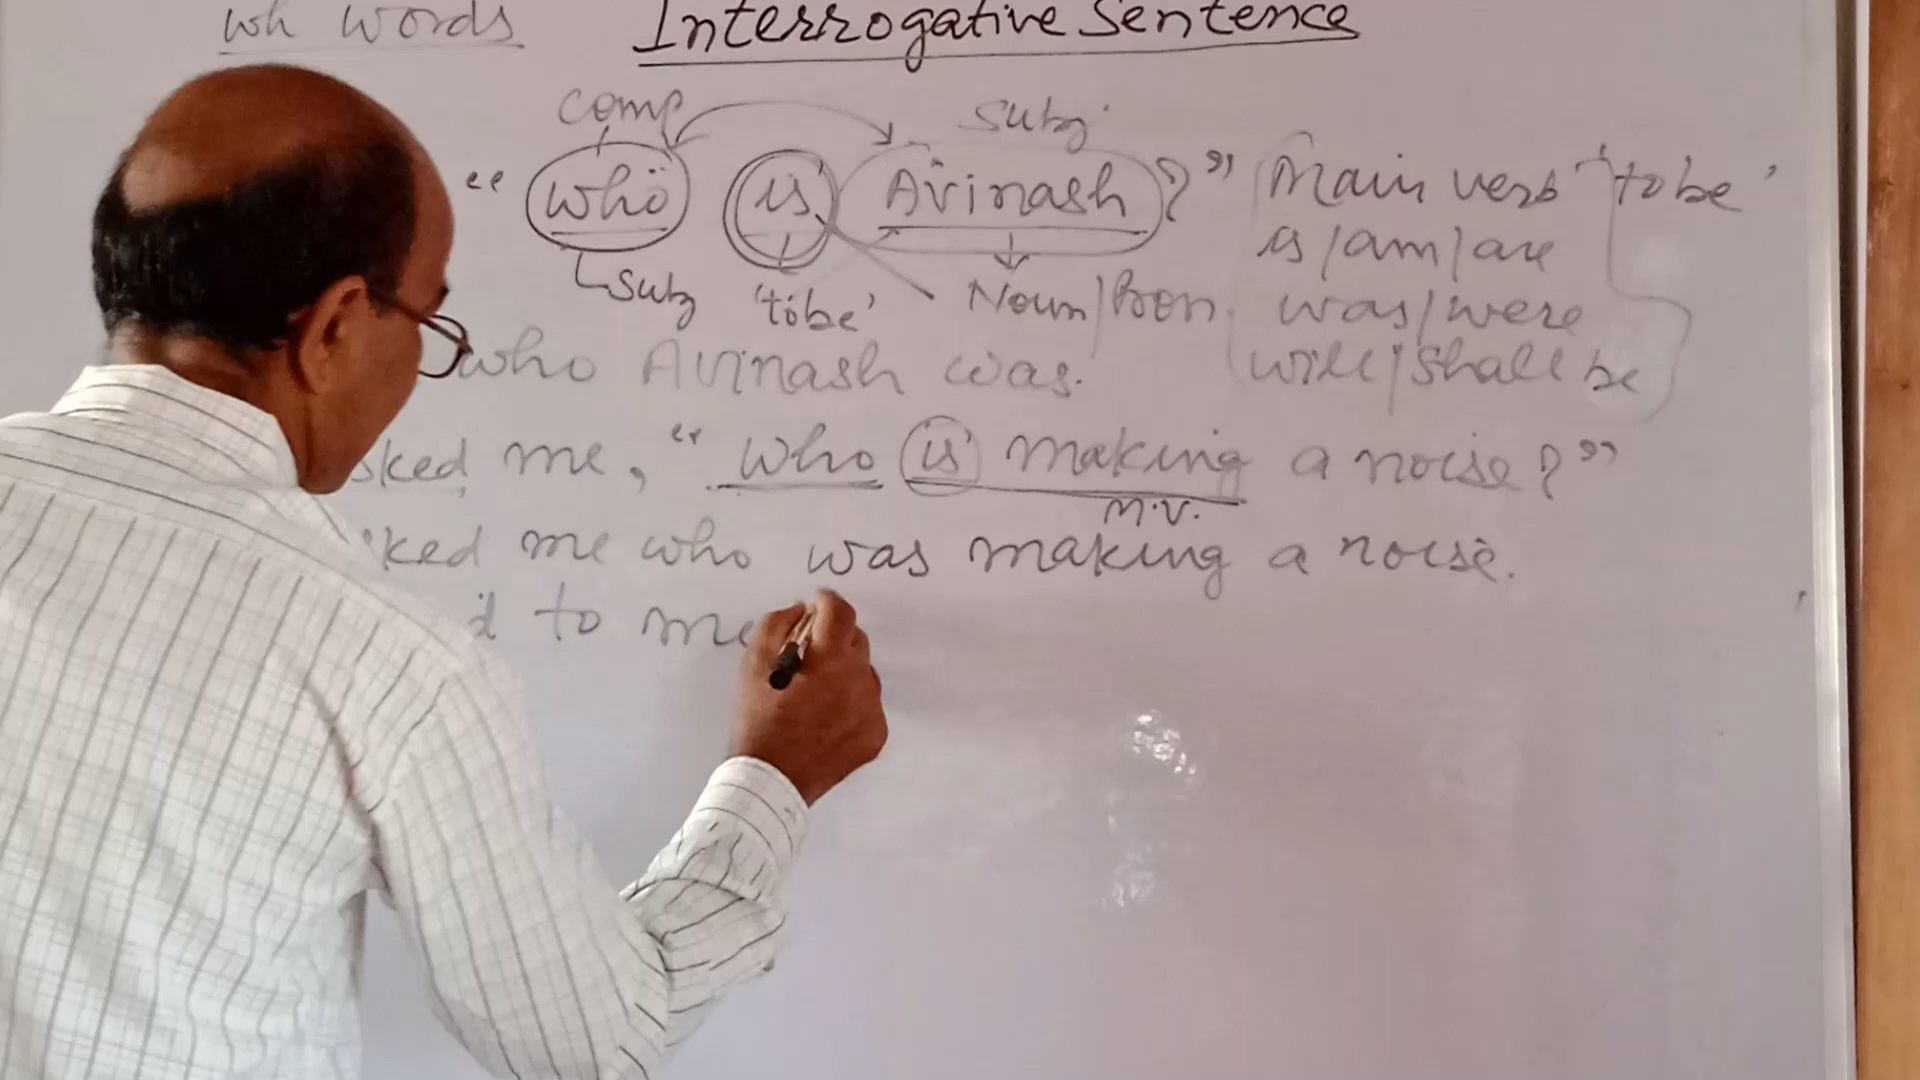 wh words Interrogative Sentence
comp Subj.
“ who is Avinash ? ” Main verb 'to be'
is / am / are
Subj 'to be' Noun / Pron. was / were
who Avinash was. will / shall be
sked me, “ who is making a noise ? ”
M.V.
ked me who was making a noise.
d to me